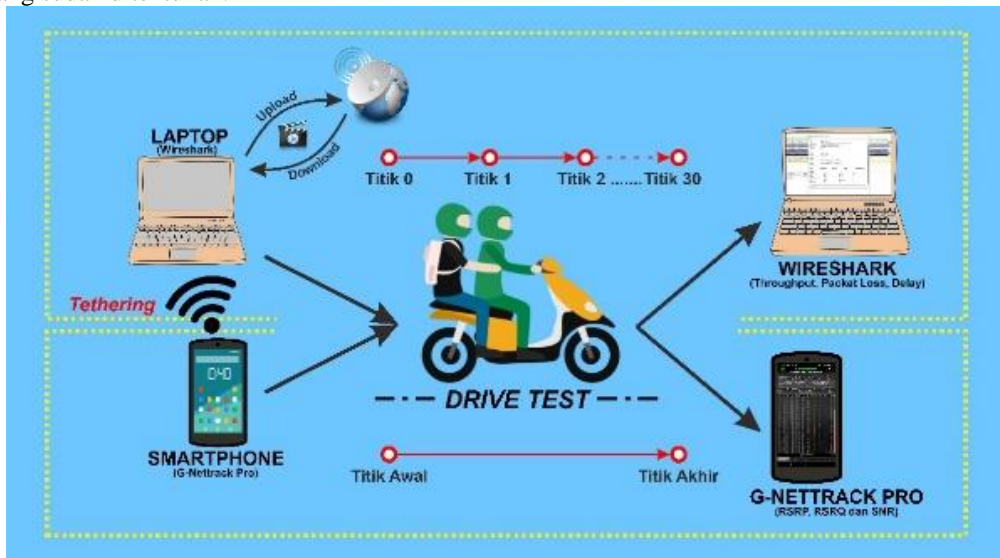 Upload
Download
LAPTOP
(Wireshark)
Titik 0 Titik 1 Titik 2 ....... Titik 30
WIRESHARK
(Throughput, Packet Loss, Delay)
Tethering
DRIVE TEST
SMARTPHONE
(G-Nettrack Pro)
Titik Awal Titik Akhir
G-NETTRACK PRO
(RSRP, RSRQ dan SNR)